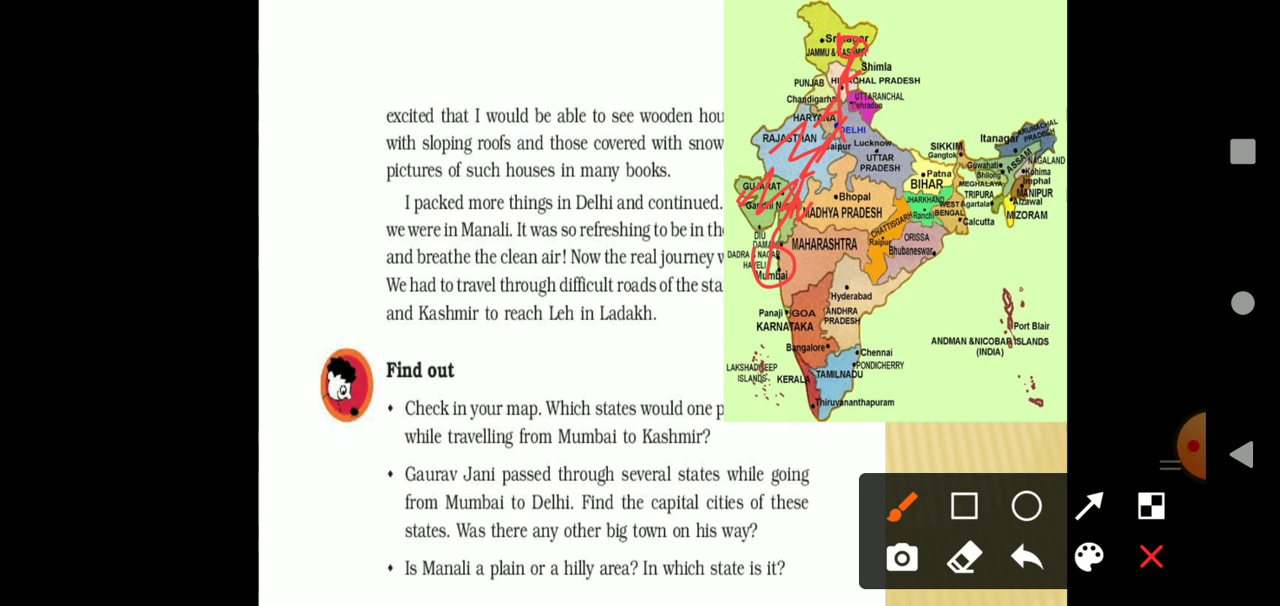 excited that I would be able to see wooden
with sloping roofs and those covered with snow
pictures of such houses in many books.
I packed more things in Delhi and continued.
we were in Manali. It was so refreshing to be in
and breathe the clean air! Now the real journey
We had to travel through difficult roads of the
and Kashmir to reach Leh in Ladakh.
Find out
• Check in your map. Which states would one
while travelling from Mumbai to Kashmir?
• Gaurav Jani passed through several states while going
from Mumbai to Delhi. Find the capital cities of these
states. Was there any other big town on his way?
• Is Manali a plain or a hilly area? In which state is it?
Srinagar
JAMMU & KASHMIR
Shimla
PUNJAB
HIMACHAL PRADESH
Chandigarh
UTTARANCHAL
Dehradun
HARYANA
DELHI
RAJASTHAN
Jaipur
Lucknow
UTTAR
PRADESH
SIKKIM
Gangtok
Itanagar
ARUNACHAL
PRADESH
Guwahati
ASSAM
NAGALAND
Shilong
Kohima
MEGHALAYA
Imphal
MANIPUR
TRIPURA
Agartala
Aizawal
MIZORAM
Patna
BIHAR
GUJARAT
Gandhi Nagar
Bhopal
MADHYA PRADESH
JHARKHAND
Ranchi
WEST
BENGAL
Calcutta
CHATTISGARH
Raipur
ORISSA
Bhubaneswar
DIU
DAMAN
DADRA & NAGAR
HAVELI
MAHARASHTRA
Mumbai
Hyderabad
Panaji
GOA
ANDHRA
PRADESH
KARNATAKA
Bangalore
Chennai
PONDICHERRY
LAKSHADWEEP
ISLANDS
KERALA
TAMILNADU
Thiruvananthapuram
Port Blair
ANDMAN &NICOBAR ISLANDS
(INDIA)